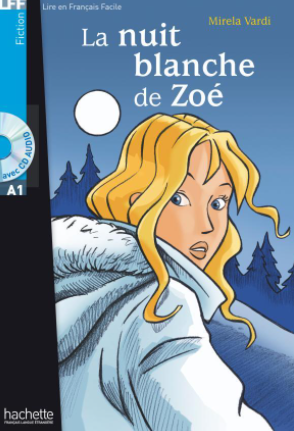 LFF
Lire en Français Facile
Fiction
Mirela Vardi
La nuit
blanche
de Zoé
avec CD AUDIO
A1
hachette
FRANÇAIS LANGUE ÉTRANGÈRE